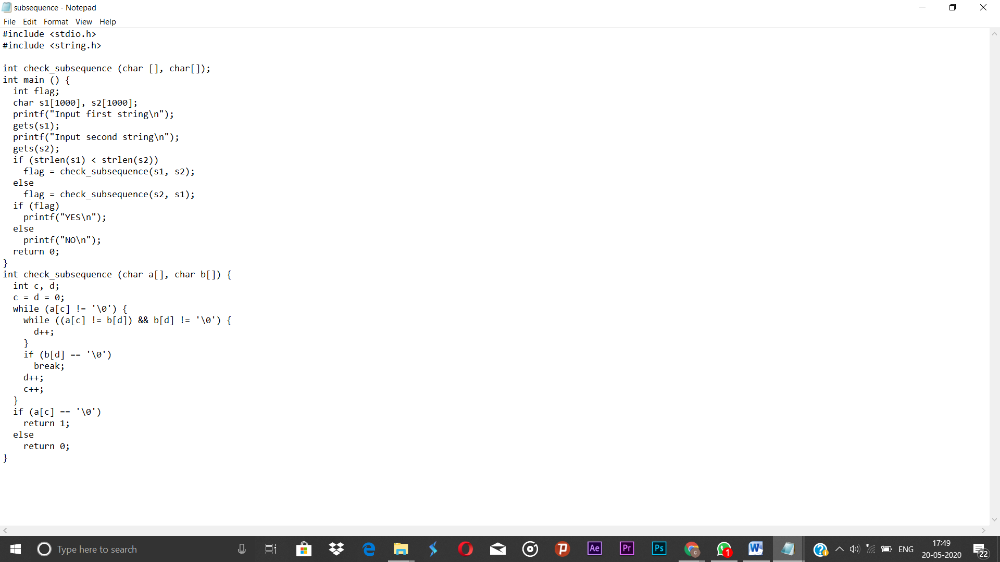 subsequence - Notepad
File Edit Format View Help
#include <stdio.h>
#include <string.h>

int check_subsequence (char [], char[]);
int main () {
  int flag;
  char s1[1000], s2[1000];
  printf("Input first string\n");
  gets(s1);
  printf("Input second string\n");
  gets(s2);
  if (strlen(s1) < strlen(s2))
    flag = check_subsequence(s1, s2);
  else
    flag = check_subsequence(s2, s1);
  if (flag)
    printf("YES\n");
  else
    printf("NO\n");
  return 0;
}
int check_subsequence (char a[], char b[]) {
  int c, d;
  c = d = 0;
  while (a[c] != '\0') {
    while ((a[c] != b[d]) && b[d] != '\0') {
      d++;
    }
    if (b[d] == '\0')
      break;
    d++;
    c++;
  }
  if (a[c] == '\0')
    return 1;
  else
    return 0;
}
Type here to search
Ae
Pr
Ps
C
1
W
ENG
17:49
20-05-2020
22